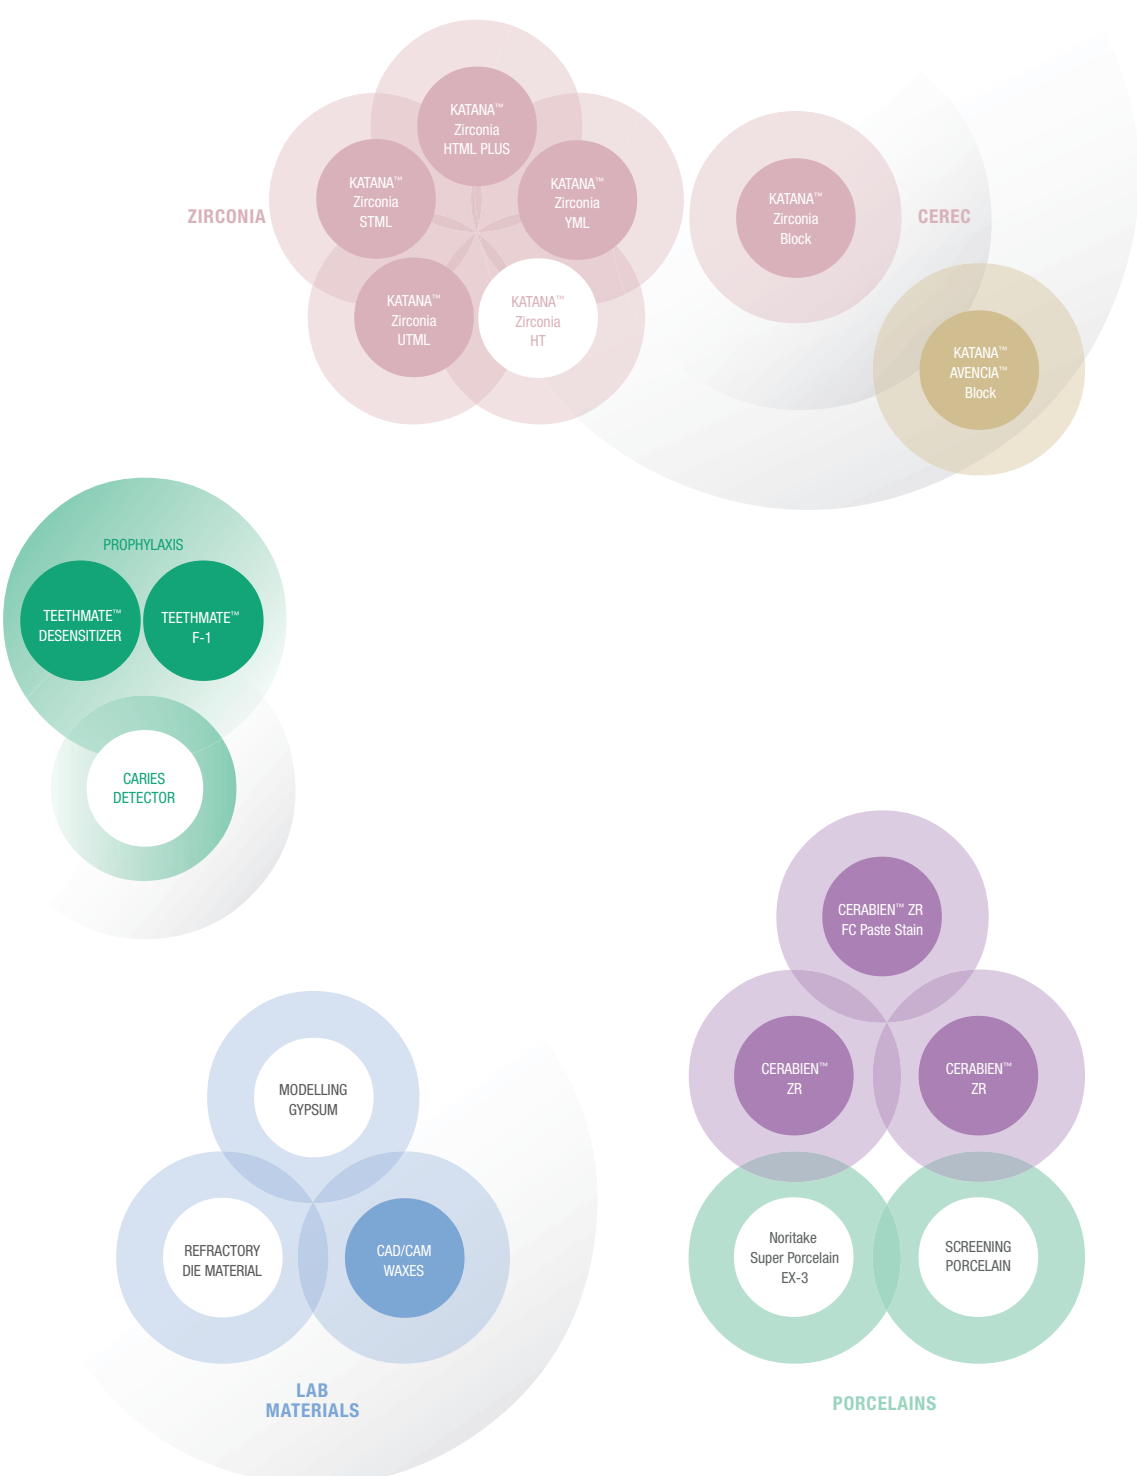 KATANA™
Zirconia
HTML PLUS
KATANA™
Zirconia
STML
KATANA™
Zirconia
YML
ZIRCONIA
KATANA™
Zirconia
UTML
KATANA™
Zirconia
HT
KATANA™
Zirconia
Block
CEREC
KATANA™
AVENCIA™
Block
PROPHYLAXIS
TEETHMATE™
DESENSITIZER
TEETHMATE™
F-1
CARIES
DETECTOR
CERABIEN™ ZR
FC Paste Stain
CERABIEN™
ZR
CERABIEN™
ZR
Noritake
Super Porcelain
EX-3
SCREENING
PORCELAIN
PORCELAINS
MODELLING
GYPSUM
REFRACTORY
DIE MATERIAL
CAD/CAM
WAXES
LAB
MATERIALS